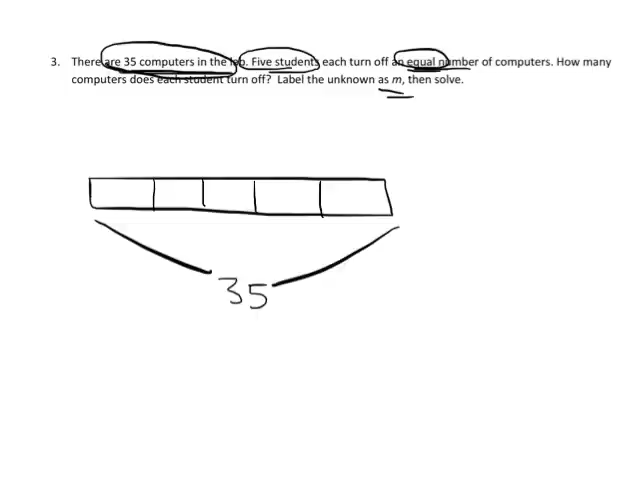 3. There are 35 computers in the lab. Five students each turn off an equal number of computers. How many
computers does each student turn off? Label the unknown as m, then solve.
35